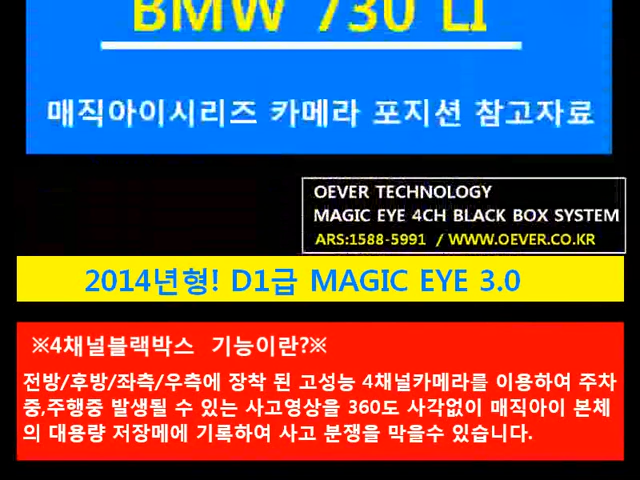 BMW 730 LI
매직아이시리즈 카메라 포지션 참고자료
OEVER TECHNOLOGY
MAGIC EYE 4CH BLACK BOX SYSTEM
ARS:1588-5991 / WWW.OEVER.CO.KR
2014년형! D1급 MAGIC EYE 3.0
※4채널블랙박스 기능이란?※
전방/후방/좌측/우측에 장착 된 고성능 4채널카메라를 이용하여 주차
중,주행중 발생될 수 있는 사고영상을 360도 사각없이 매직아이 본체
의 대용량 저장메에 기록하여 사고 분쟁을 막을수 있습니다.